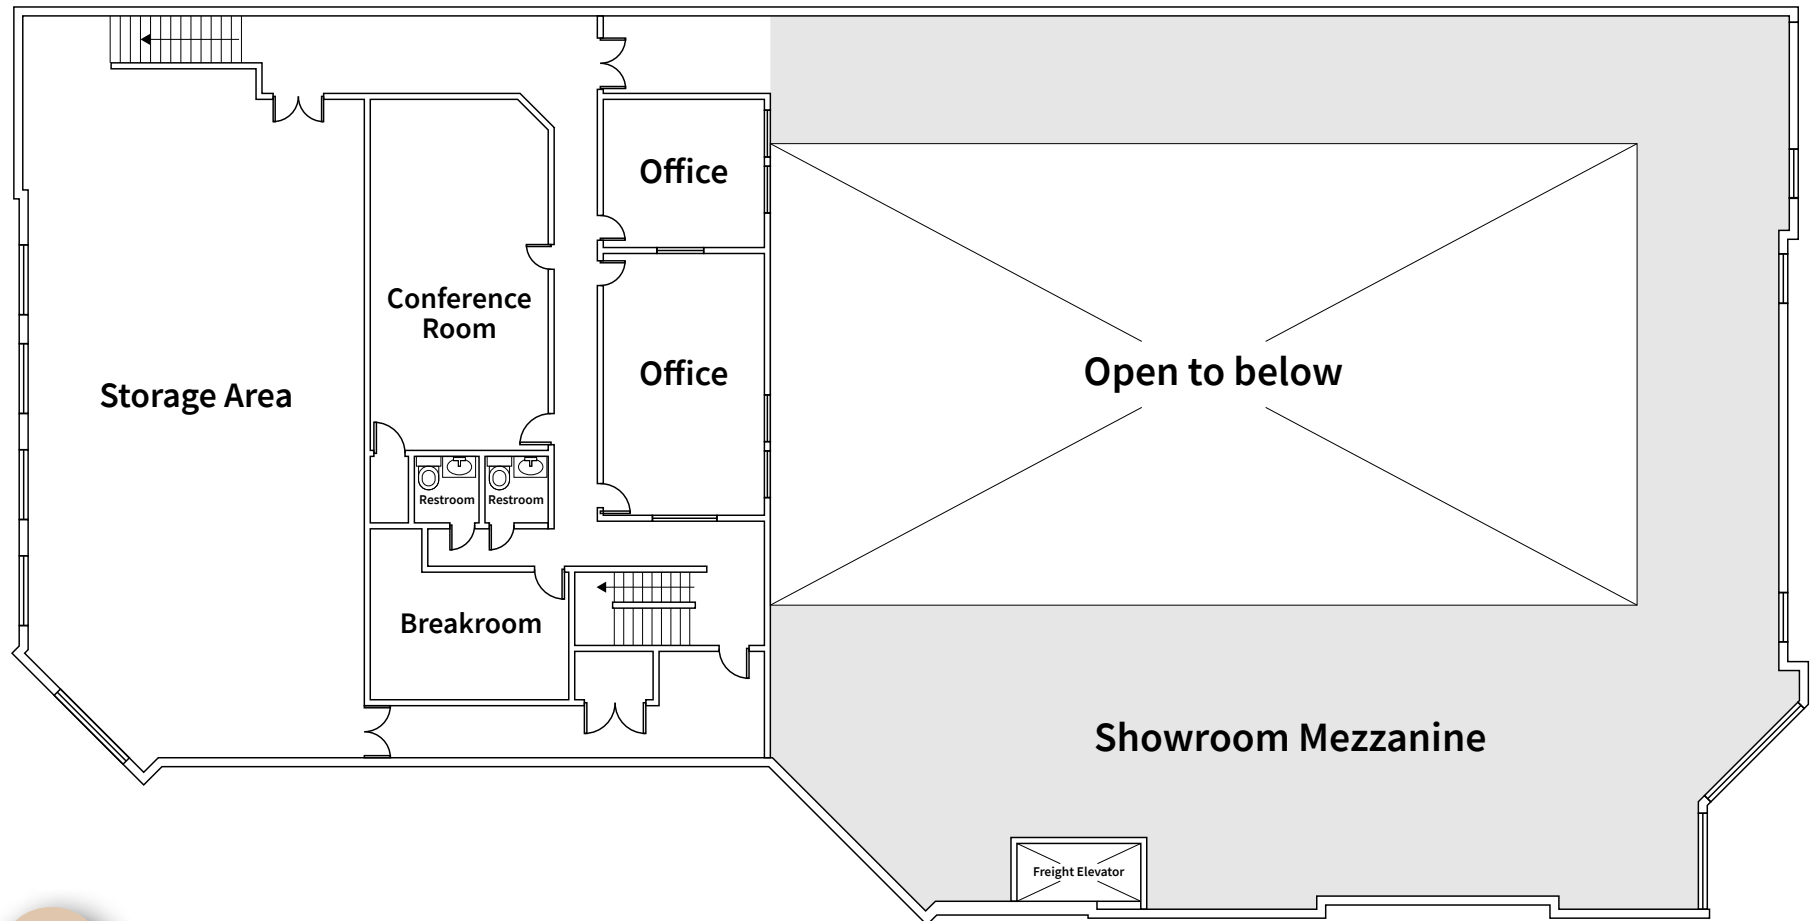 Office
Conference
Room
Office
Open to below
Storage Area
Restroom
Restroom
Breakroom
Showroom Mezzanine
Freight Elevator